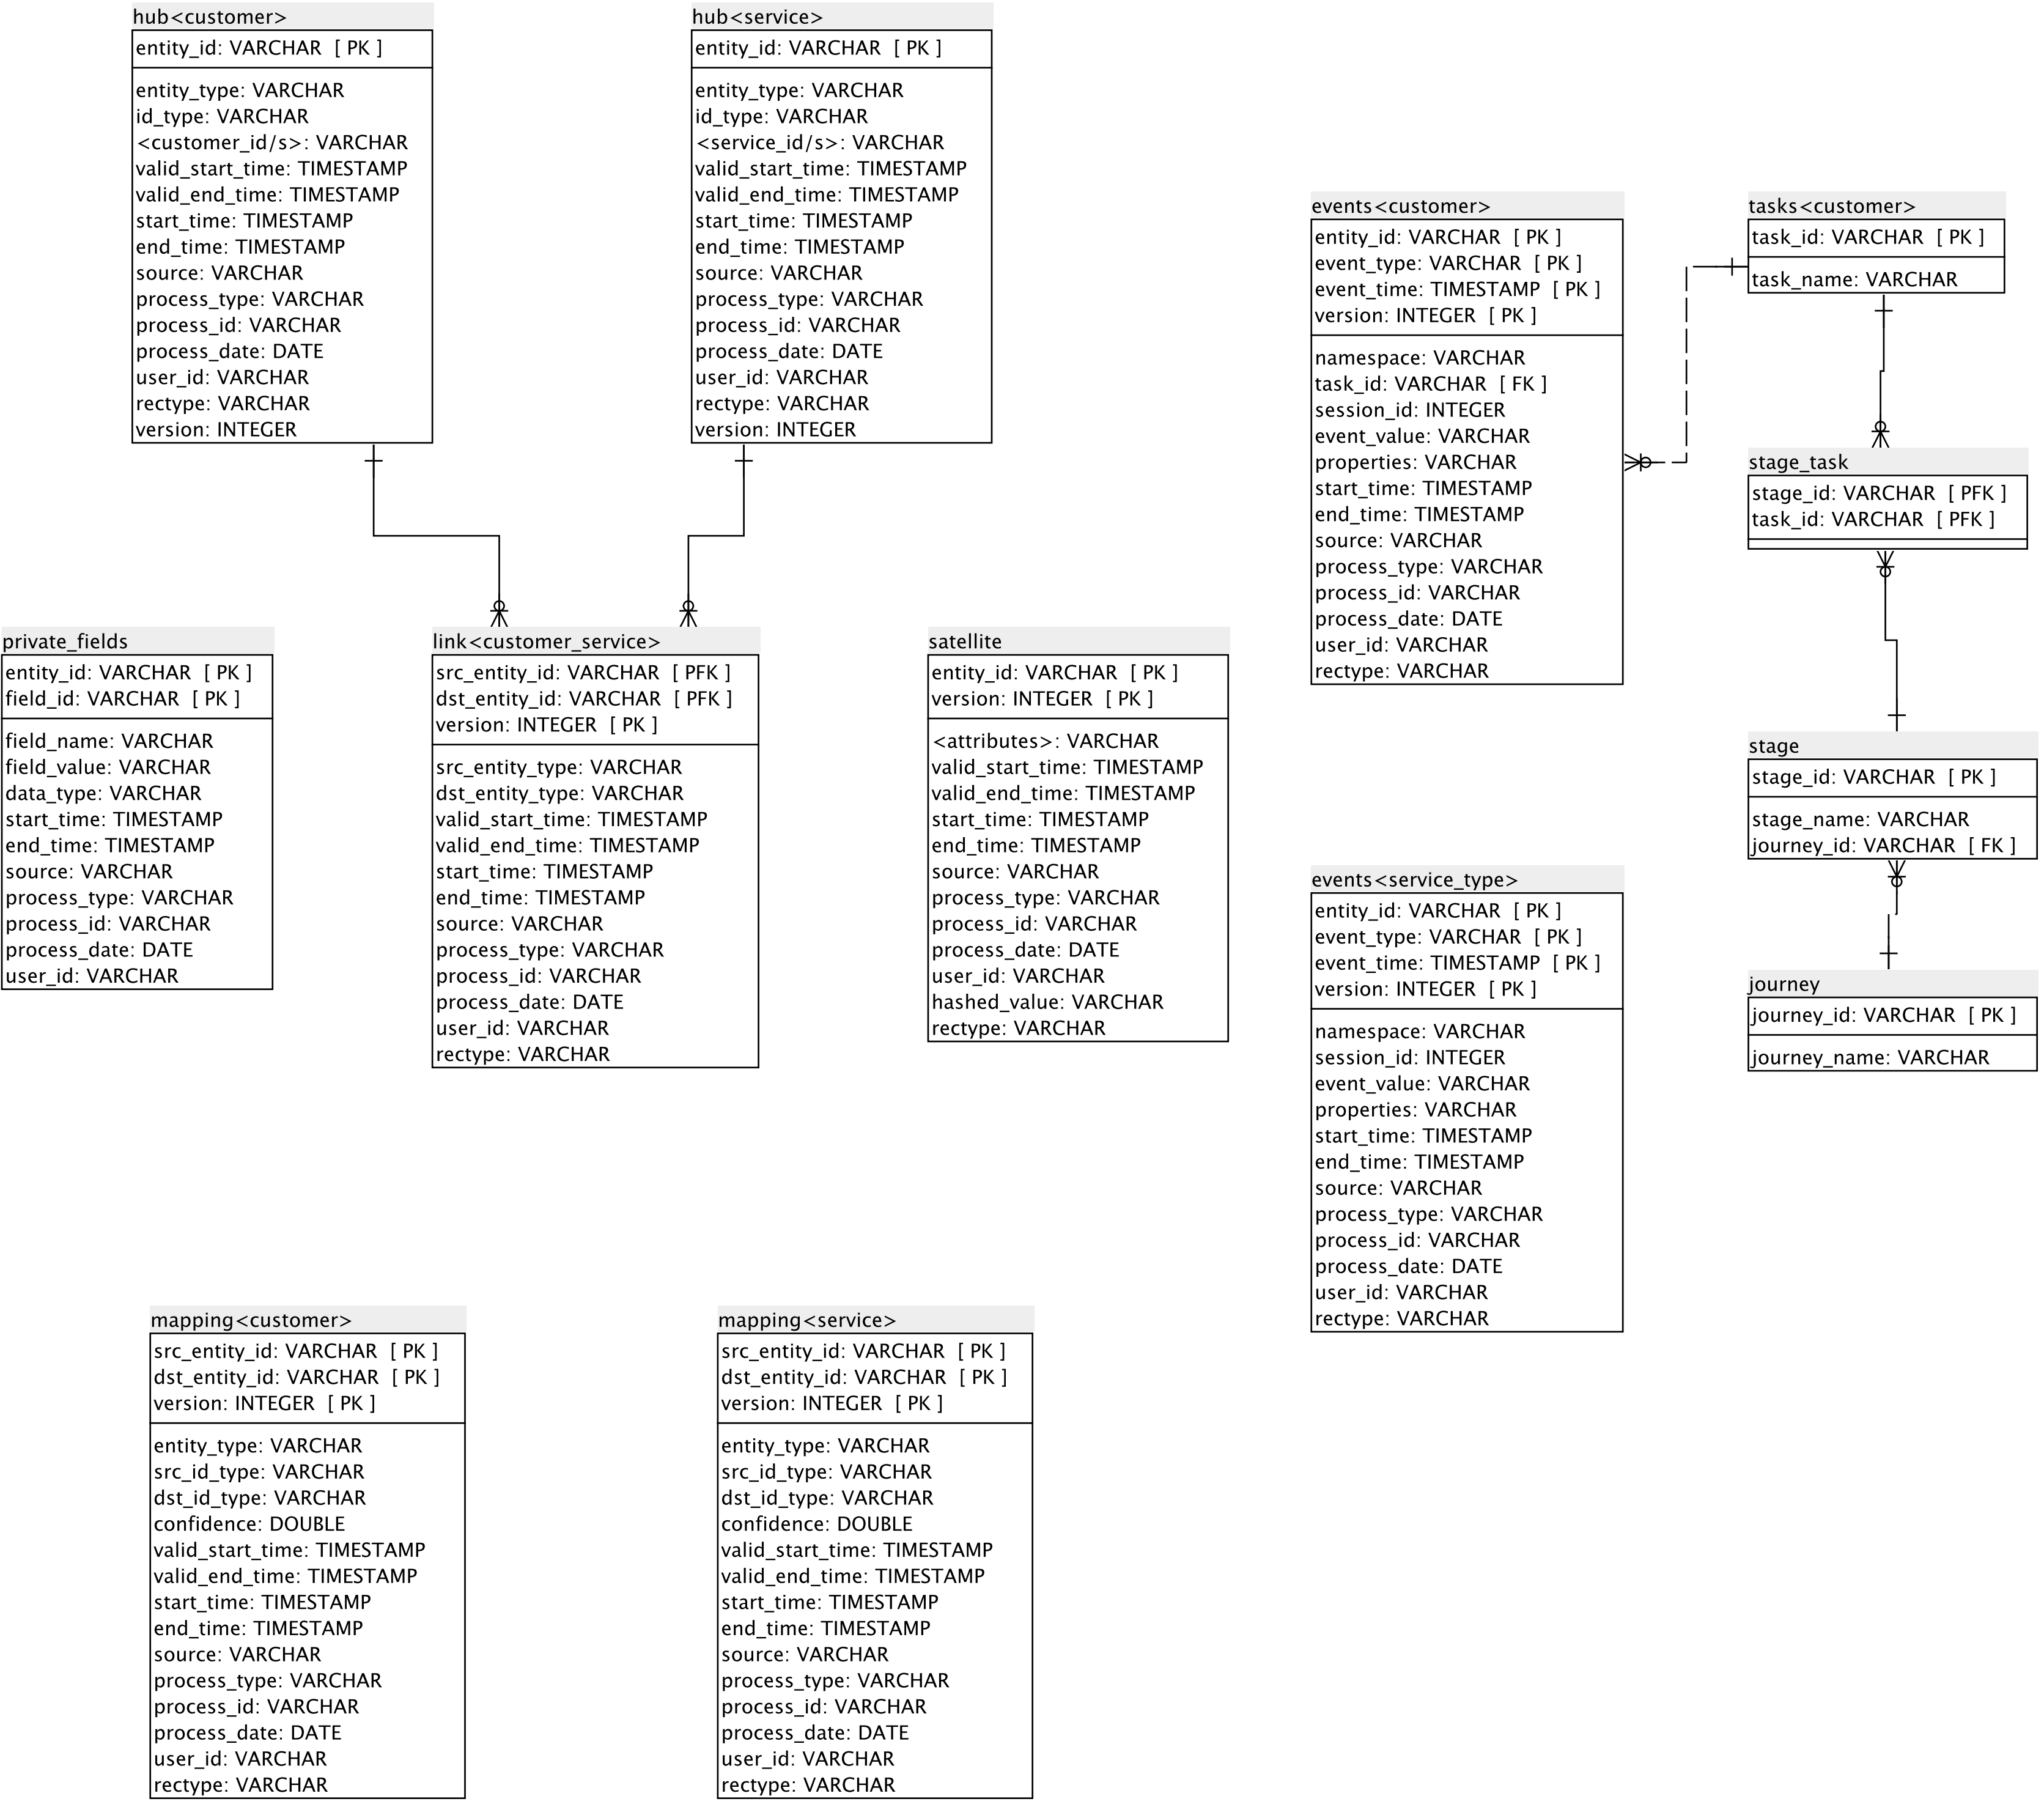 hub<customer>
entity_id: VARCHAR [ PK ]
entity_type: VARCHAR
id_type: VARCHAR
<customer_id/s>: VARCHAR
valid_start_time: TIMESTAMP
valid_end_time: TIMESTAMP
start_time: TIMESTAMP
end_time: TIMESTAMP
source: VARCHAR
process_type: VARCHAR
process_id: VARCHAR
process_date: DATE
user_id: VARCHAR
rectype: VARCHAR
version: INTEGER
hub<service>
entity_id: VARCHAR [ PK ]
entity_type: VARCHAR
id_type: VARCHAR
<service_id/s>: VARCHAR
valid_start_time: TIMESTAMP
valid_end_time: TIMESTAMP
start_time: TIMESTAMP
end_time: TIMESTAMP
source: VARCHAR
process_type: VARCHAR
process_id: VARCHAR
process_date: DATE
user_id: VARCHAR
rectype: VARCHAR
version: INTEGER
events<customer>
entity_id: VARCHAR [ PK ]
event_type: VARCHAR [ PK ]
event_time: TIMESTAMP [ PK ]
version: INTEGER [ PK ]
namespace: VARCHAR
task_id: VARCHAR [ FK ]
session_id: INTEGER
event_value: VARCHAR
properties: VARCHAR
start_time: TIMESTAMP
end_time: TIMESTAMP
source: VARCHAR
process_type: VARCHAR
process_id: VARCHAR
process_date: DATE
user_id: VARCHAR
rectype: VARCHAR
tasks<customer>
task_id: VARCHAR [ PK ]
task_name: VARCHAR
stage_task
stage_id: VARCHAR [ PFK ]
task_id: VARCHAR [ PFK ]
private_fields
entity_id: VARCHAR [ PK ]
field_id: VARCHAR [ PK ]
field_name: VARCHAR
field_value: VARCHAR
data_type: VARCHAR
start_time: TIMESTAMP
end_time: TIMESTAMP
source: VARCHAR
process_type: VARCHAR
process_id: VARCHAR
process_date: DATE
user_id: VARCHAR
link<customer_service>
src_entity_id: VARCHAR [ PFK ]
dst_entity_id: VARCHAR [ PFK ]
version: INTEGER [ PK ]
src_entity_type: VARCHAR
dst_entity_type: VARCHAR
valid_start_time: TIMESTAMP
valid_end_time: TIMESTAMP
start_time: TIMESTAMP
end_time: TIMESTAMP
source: VARCHAR
process_type: VARCHAR
process_id: VARCHAR
process_date: DATE
user_id: VARCHAR
rectype: VARCHAR
satellite
entity_id: VARCHAR [ PK ]
version: INTEGER [ PK ]
<attributes>: VARCHAR
valid_start_time: TIMESTAMP
valid_end_time: TIMESTAMP
start_time: TIMESTAMP
end_time: TIMESTAMP
source: VARCHAR
process_type: VARCHAR
process_id: VARCHAR
process_date: DATE
user_id: VARCHAR
hashed_value: VARCHAR
rectype: VARCHAR
stage
stage_id: VARCHAR [ PK ]
stage_name: VARCHAR
journey_id: VARCHAR [ FK ]
events<service_type>
entity_id: VARCHAR [ PK ]
event_type: VARCHAR [ PK ]
event_time: TIMESTAMP [ PK ]
version: INTEGER [ PK ]
namespace: VARCHAR
session_id: INTEGER
event_value: VARCHAR
properties: VARCHAR
start_time: TIMESTAMP
end_time: TIMESTAMP
source: VARCHAR
process_type: VARCHAR
process_id: VARCHAR
process_date: DATE
user_id: VARCHAR
rectype: VARCHAR
journey
journey_id: VARCHAR [ PK ]
journey_name: VARCHAR
mapping<customer>
src_entity_id: VARCHAR [ PK ]
dst_entity_id: VARCHAR [ PK ]
version: INTEGER [ PK ]
entity_type: VARCHAR
src_id_type: VARCHAR
dst_id_type: VARCHAR
confidence: DOUBLE
valid_start_time: TIMESTAMP
valid_end_time: TIMESTAMP
start_time: TIMESTAMP
end_time: TIMESTAMP
source: VARCHAR
process_type: VARCHAR
process_id: VARCHAR
process_date: DATE
user_id: VARCHAR
rectype: VARCHAR
mapping<service>
src_entity_id: VARCHAR [ PK ]
dst_entity_id: VARCHAR [ PK ]
version: INTEGER [ PK ]
entity_type: VARCHAR
src_id_type: VARCHAR
dst_id_type: VARCHAR
confidence: DOUBLE
valid_start_time: TIMESTAMP
valid_end_time: TIMESTAMP
start_time: TIMESTAMP
end_time: TIMESTAMP
source: VARCHAR
process_type: VARCHAR
process_id: VARCHAR
process_date: DATE
user_id: VARCHAR
rectype: VARCHAR